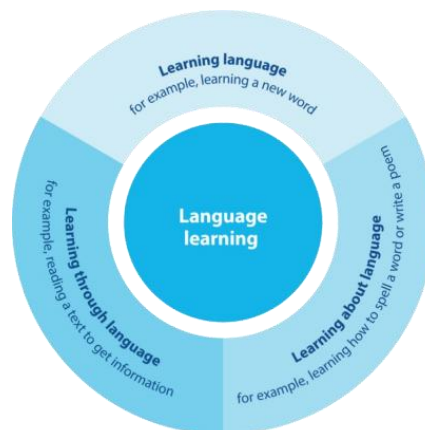 Learning language
for example, learning a new word
Language
learning
Learning through language
for example, reading a text to get information
Learning about language
for example, learning how to spell a word or write a poem